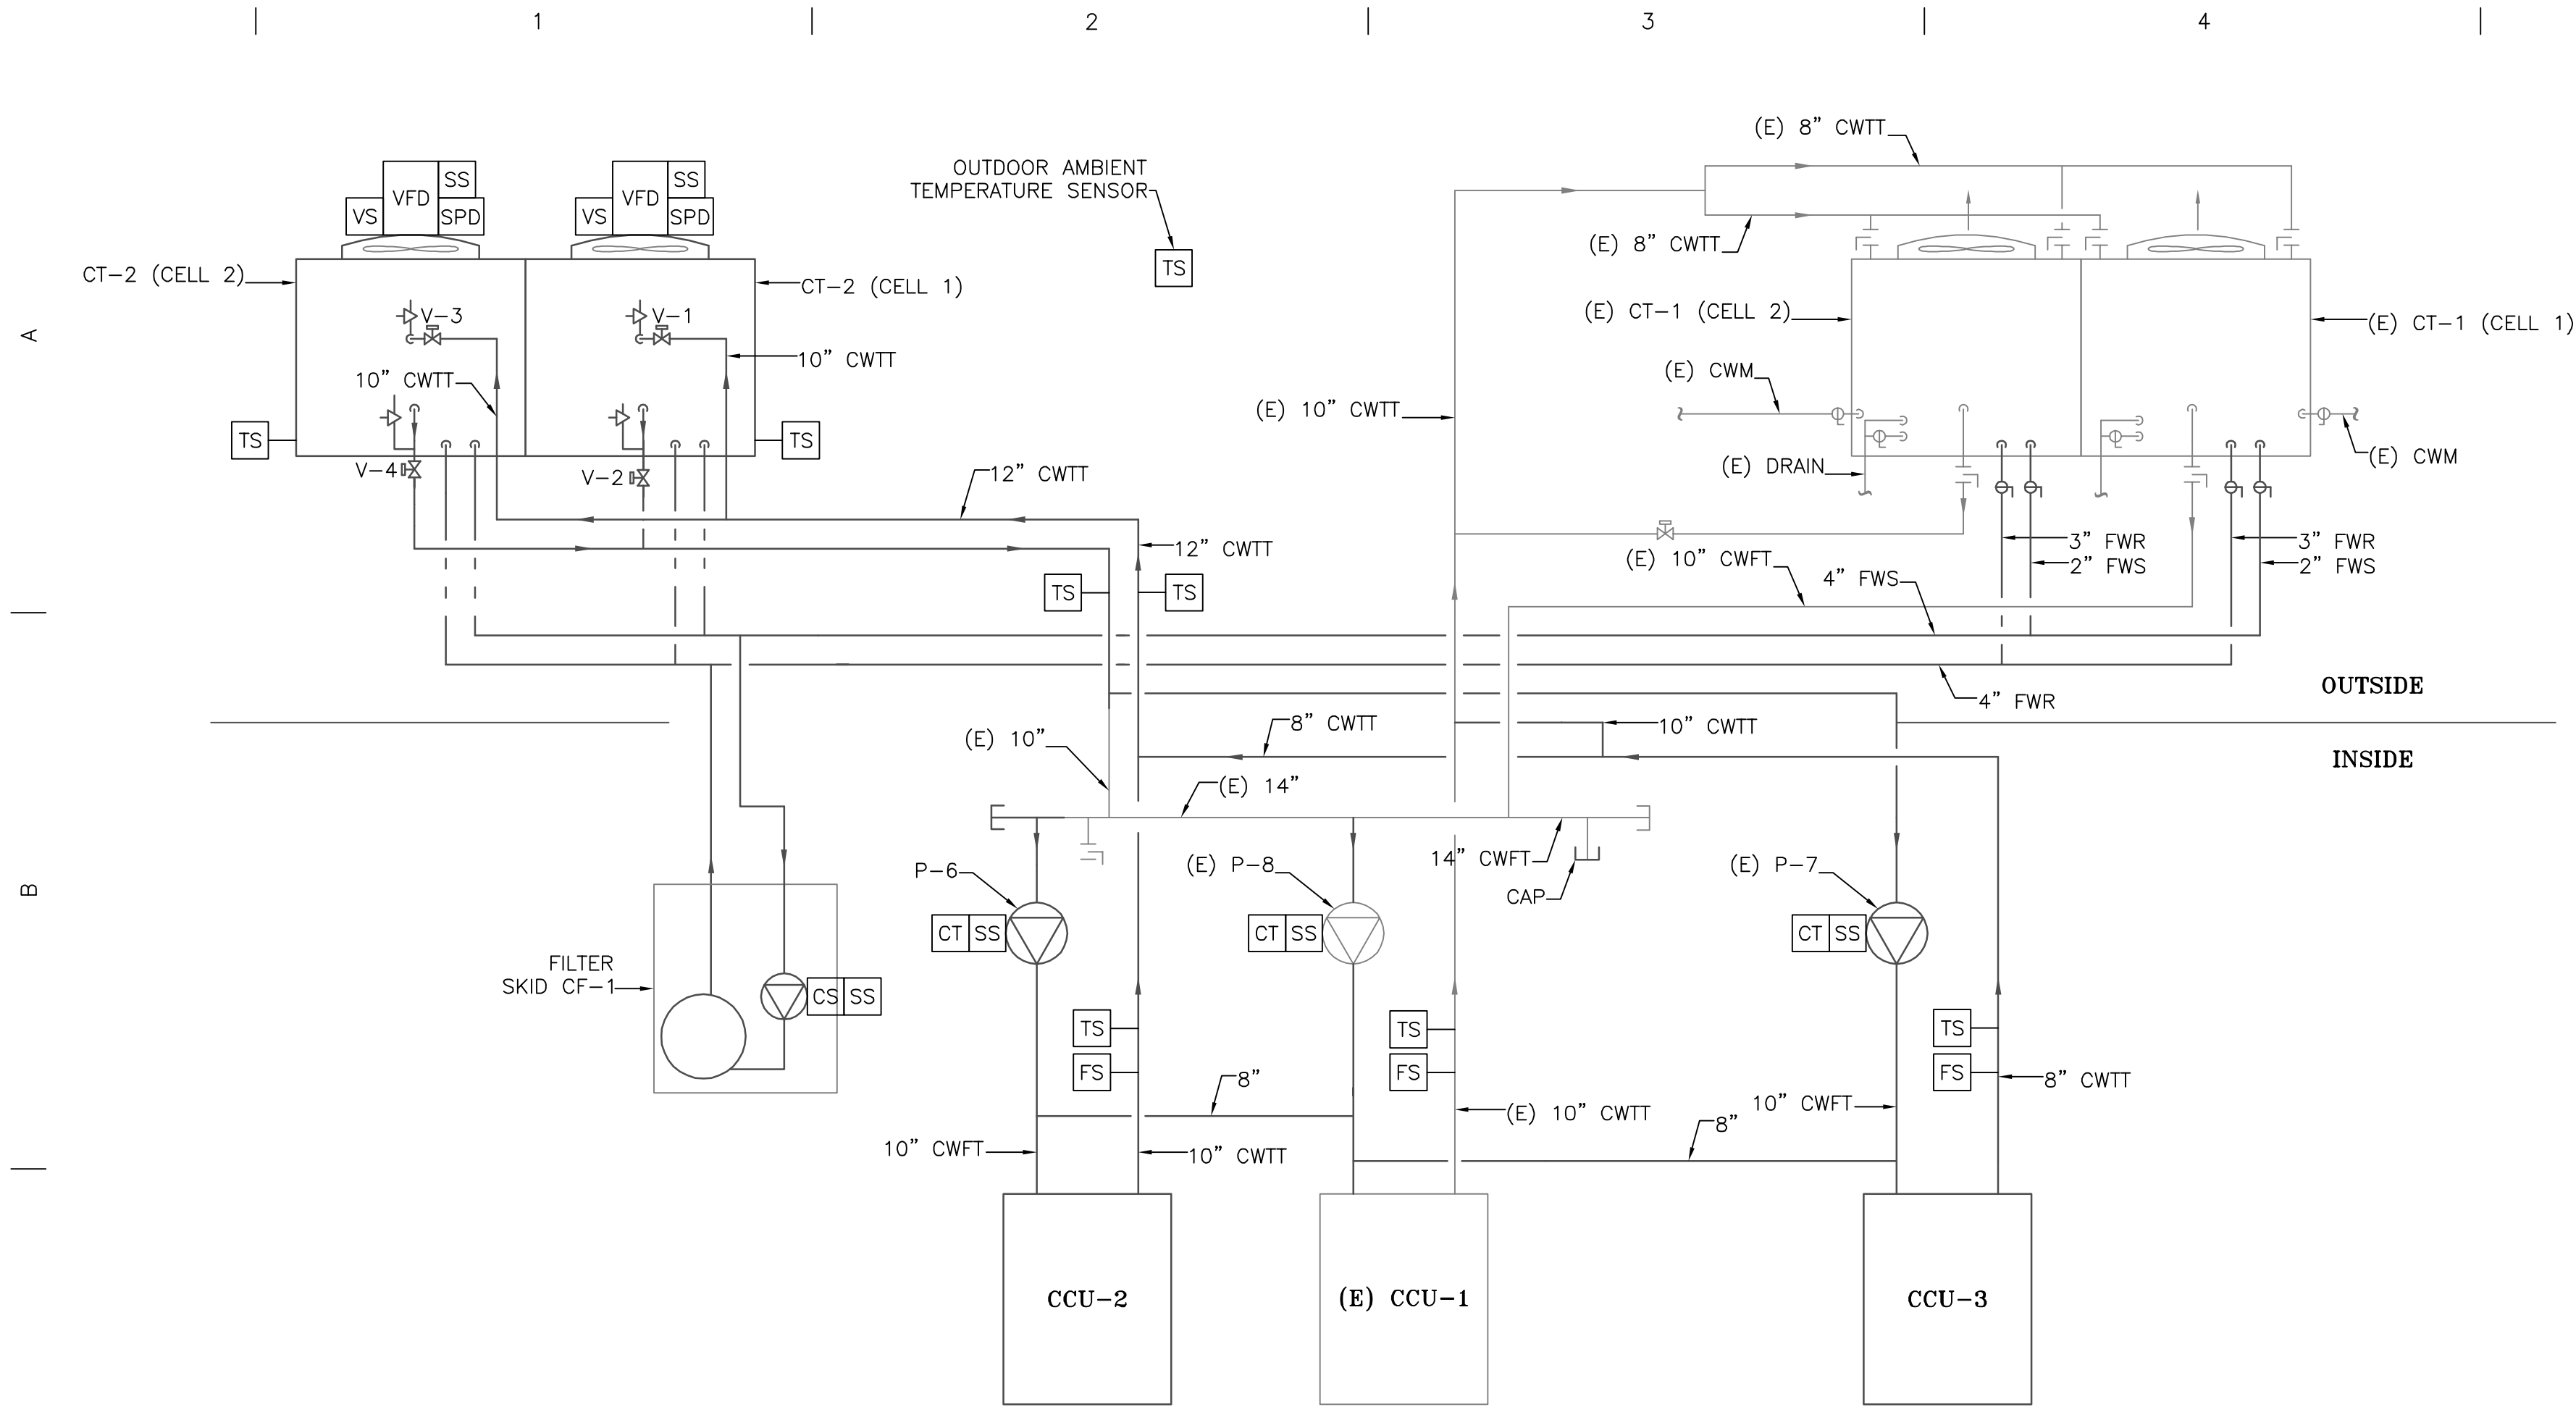 1
2
3
4
(E) 8” CWTT
OUTDOOR AMBIENT
TEMPERATURE SENSOR
VFD
SS
VS
SPD
VFD
SS
VS
SPD
(E) 8” CWTT
TS
CT-2 (CELL 2)
CT-2 (CELL 1)
(E) CT-1 (CELL 2)
(E) CT-1 (CELL 1)
V-3
V-1
A
10” CWTT
10” CWTT
(E) CWM
(E) 10” CWTT
TS
TS
V-4
V-2
12” CWTT
(E) DRAIN
(E) CWM
12” CWTT
3” FWR
3” FWR
(E) 10” CWFT
2” FWS
2” FWS
4” FWS
TS
TS
OUTSIDE
4” FWR
8” CWTT
10” CWTT
(E) 10”
INSIDE
(E) 14”
14” CWFT
P-6
(E) P-8
(E) P-7
B
CAP
CT
SS
CT
SS
CT
SS
FILTER
SKID CF-1
CS
SS
TS
TS
TS
FS
FS
FS
8”
8” CWTT
(E) 10” CWTT
10” CWFT
8”
10” CWFT
10” CWTT
CCU-2
(E) CCU-1
CCU-3